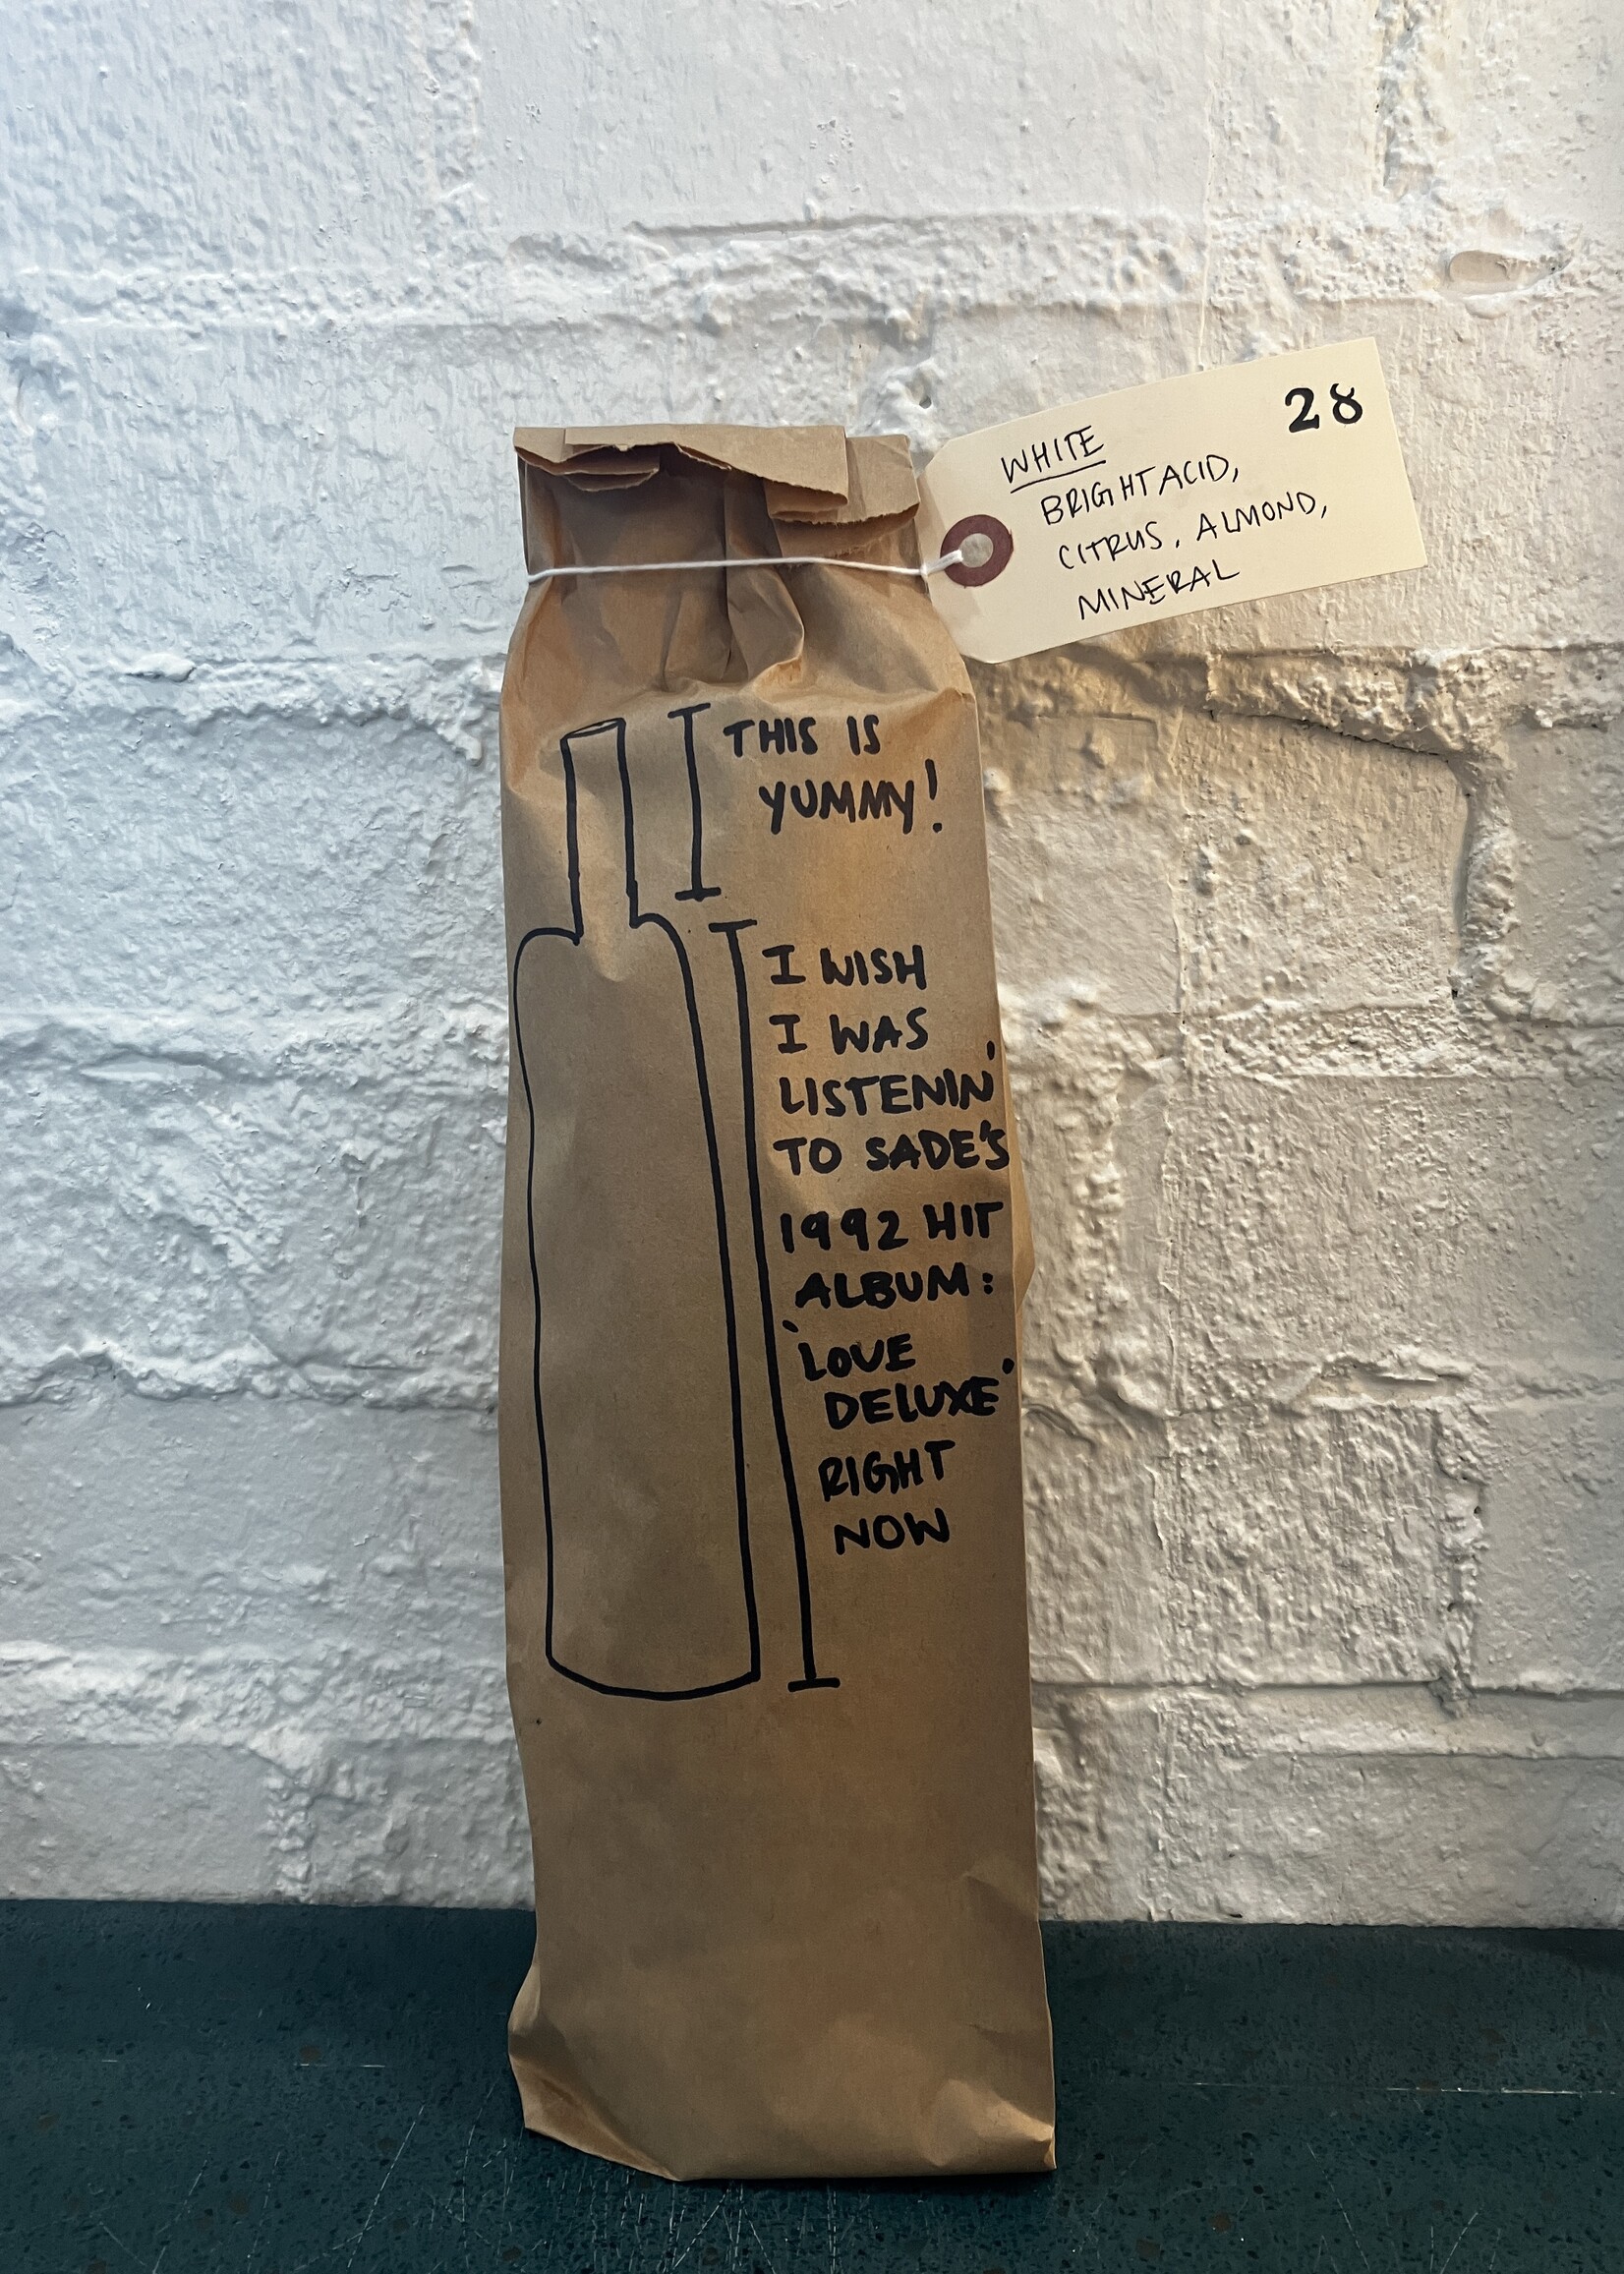 28
WHITE
BRIGHT ACID,
CITRUS, ALMOND,
MINERAL
THIS IS
YUMMY!
I WISH
I WAS
LISTENIN'
TO SADE'S
1992 HIT
ALBUM:
'LOVE
DELUXE'
RIGHT
NOW